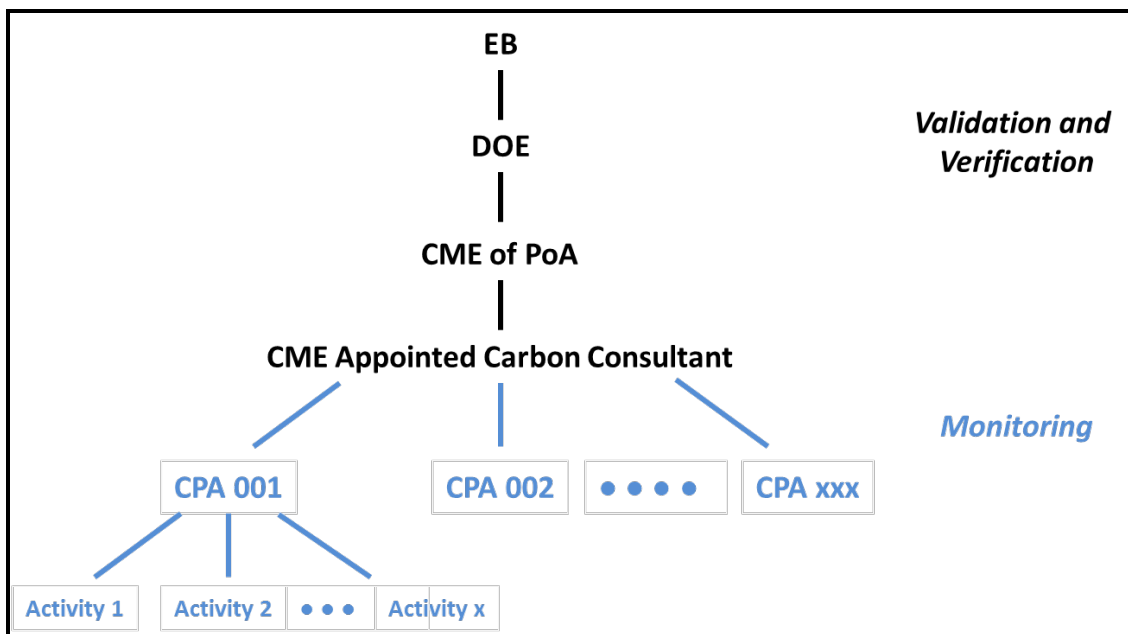 EB
DOE
Validation and
Verification
CME of PoA
CME Appointed Carbon Consultant
Monitoring
CPA 001
CPA 002
••••
CPA xxx
Activity 1
Activity 2
•••
Activity x